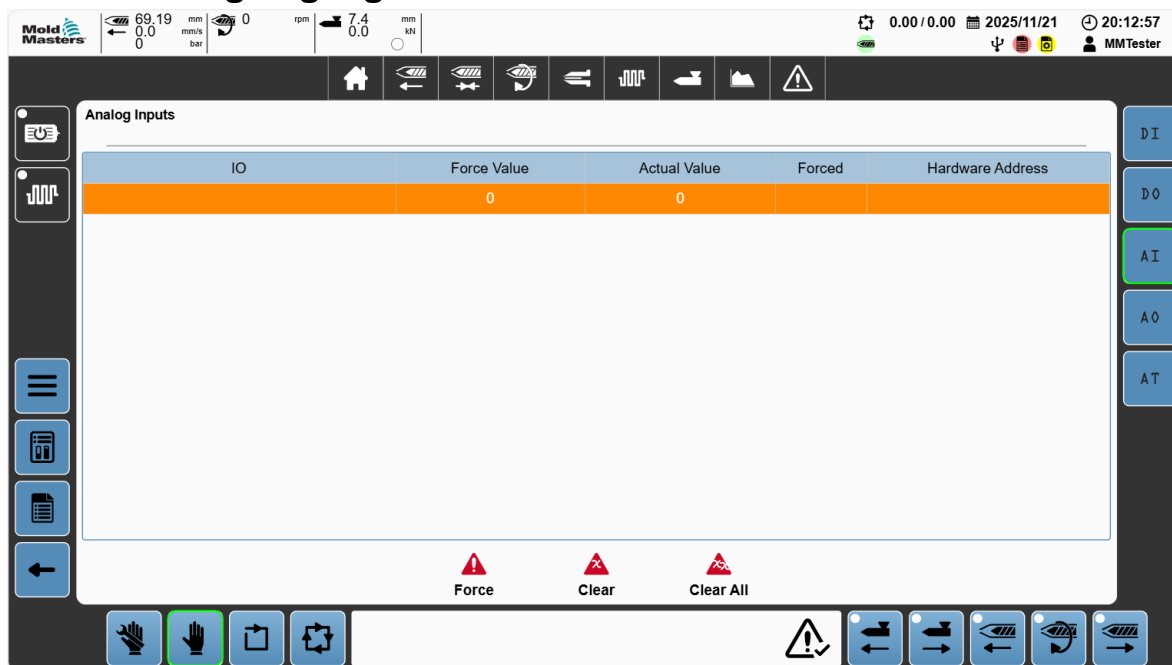 Mold
Masters
69.19 mm
0.0 mm/s
0 bar
0 rpm
7.4 mm
0.0 kN
0.00 / 0.00 2025/11/21 20:12:57
MMTester
Analog Inputs
IO Force Value Actual Value Forced Hardware Address
0 0
DI
DO
AI
AO
AT
Force Clear Clear All